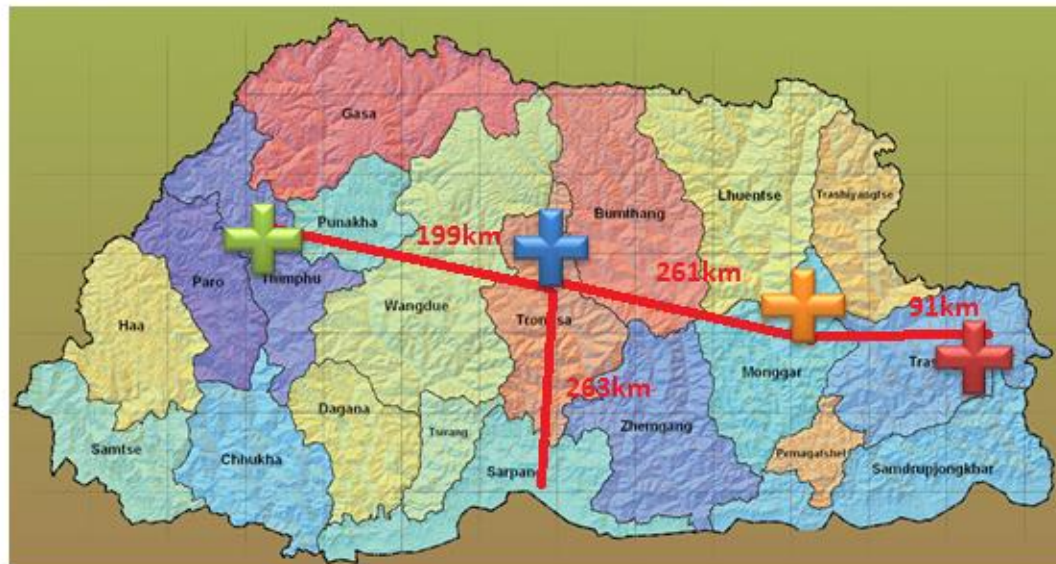 Gasa
Punakha
Bumthang
Lhuentse
Trashiyangtse
199km
261km
Paro
Thimphu
Wangdue
Haa
91km
Trongsa
Monggar
Tras
263km
Dagana
Zhemgang
Tsirang
Samtse
Chhukha
Sarpang
Pemagatshel
Samdrupjongkhar